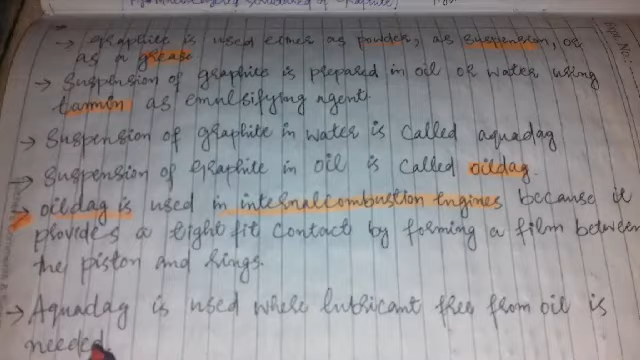 → graphite is used either as powder, as suspension, or
as a grease
→ Suspension of graphite is prepared in oil or water using
tannin as emulsifying agent.
→ Suspension of graphite in water is called aquadag
→ Suspension of graphite in oil is called oildag.
→ oildag is used in internal combustion Engines because it
provides a tight fit contact by forming a film between
the piston and rings.
→ Aquadag is used where lubricant free from oil is
needed.